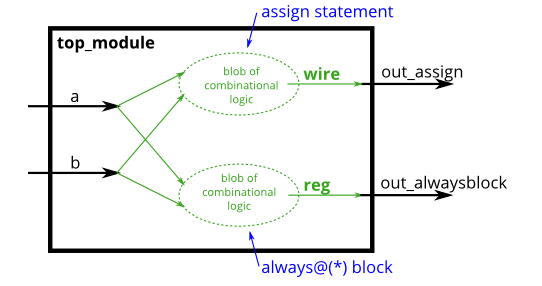 assign statement
top_module
blob of
combinational
logic
wire
out_assign
a
b
blob of
combinational
logic
reg
out_alwaysblock
always@(*) block